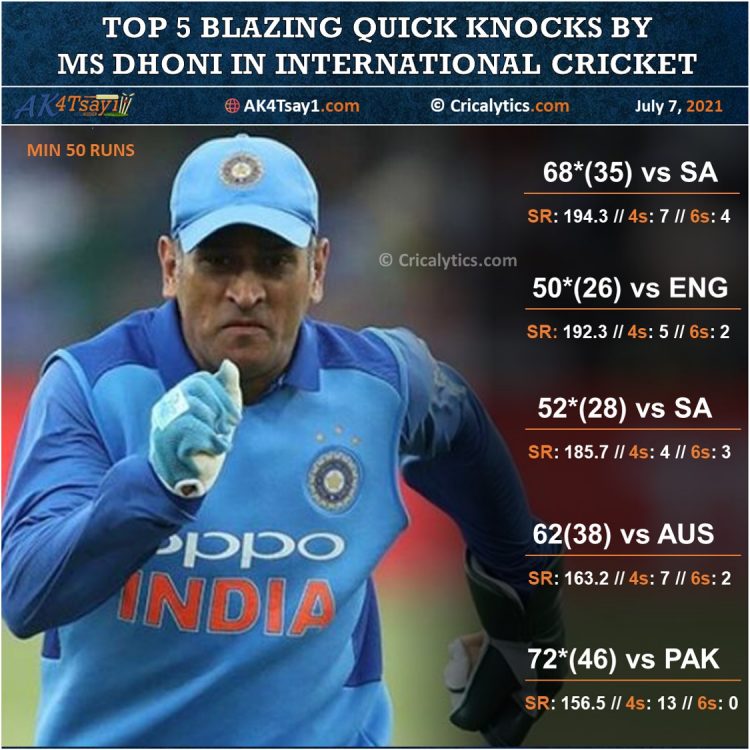 TOP 5 BLAZING QUICK KNOCKS BY
MS DHONI IN INTERNATIONAL CRICKET
AK4Tsay1 AK4Tsay1.com © Cricalytics.com July 7, 2021
MIN 50 RUNS
68*(35) vs SA
SR: 194.3 // 4s: 7 // 6s: 4
© Cricalytics.com
50*(26) vs ENG
SR: 192.3 // 4s: 5 // 6s: 2
52*(28) vs SA
SR: 185.7 // 4s: 4 // 6s: 3
62(38) vs AUS
SR: 163.2 // 4s: 7 // 6s: 2
72*(46) vs PAK
SR: 156.5 // 4s: 13 // 6s: 0
oppo
INDIA